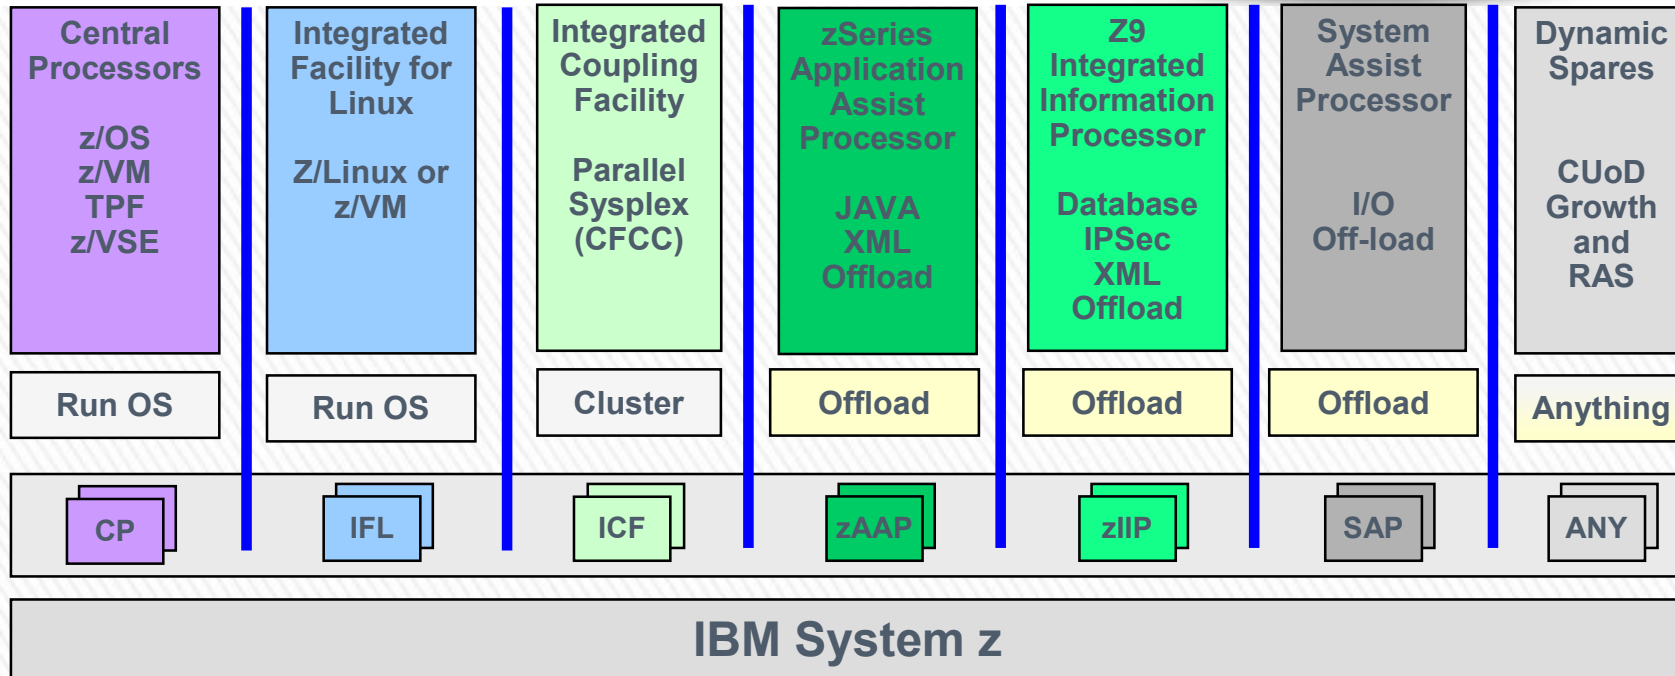 Central
Processors
z/OS
z/VM
TPF
z/VSE
Integrated
Facility for
Linux
Z/Linux or
z/VM
Integrated
Coupling
Facility
Parallel
Sysplex
(CFCC)
zSeries
Application
Assist
Processor
JAVA
XML
Offload
Z9
Integrated
Information
Processor
Database
IPSec
XML
Offload
System
Assist
Processor
I/O
Off-load
Dynamic
Spares
CUoD
Growth
and
RAS
Run OS
Run OS
Cluster
Offload
Offload
Offload
Anything
CP
IFL
ICF
zAAP
zIIP
SAP
ANY
IBM System z